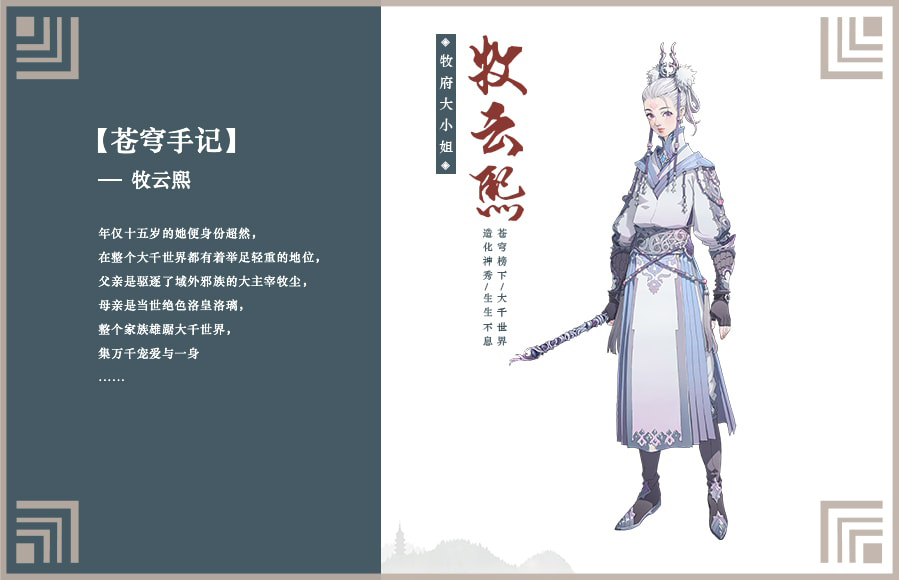 【苍穹手记】
— 牧云熙
年仅十五岁的她便身份超然，
在整个大千世界都有着举足轻重的地位，
父亲是驱逐了域外邪族的大主宰牧尘，
母亲是当世绝色洛皇洛璃，
整个家族雄踞大千世界，
集万千宠爱与一身
……
牧府大小姐
牧云熙
苍穹榜下/大千世界
造化神秀/生生不息